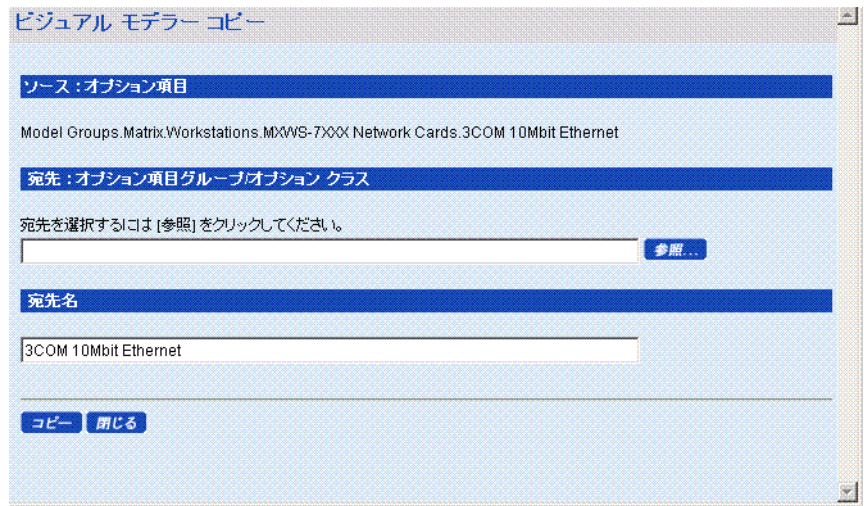 ビジュアル モデラー コピー
ソース : オプション項目
Model Groups.Matrix.Workstations.MXWS-7XXX Network Cards.3COM 10Mbit Ethernet
宛先 : オプション項目グループ/オプション クラス
宛先を選択するには [参照] をクリックしてください。
参照...
宛先名
3COM 10Mbit Ethernet
コピー 閉じる